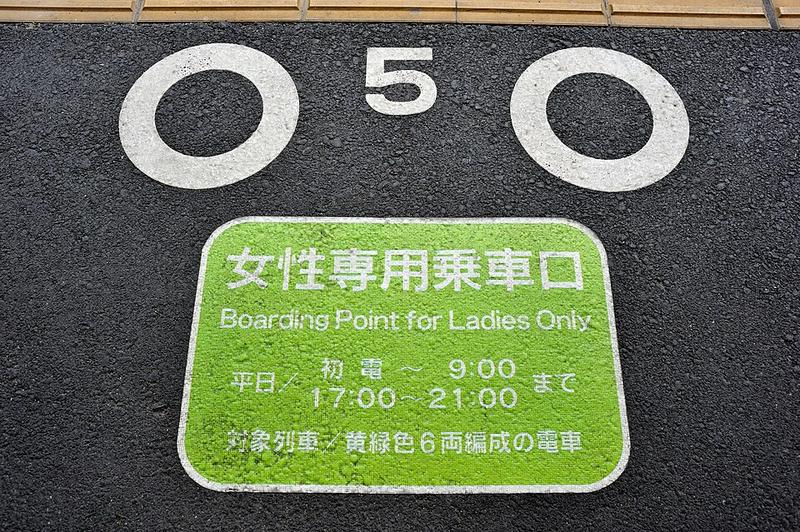 5
女性専用乗車口
Boarding Point for Ladies Only
平日／ 初電～ 9:00 まで
17:00～21:00
対象列車／黄緑色6両編成の電車